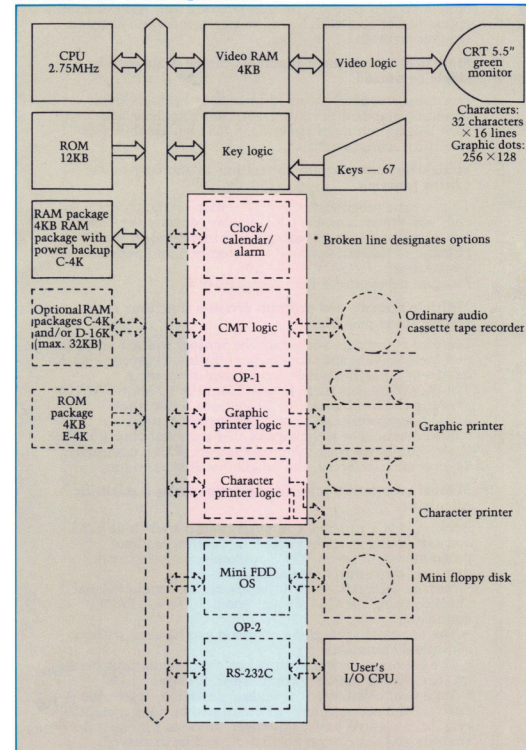 CPU
2.75MHz
Video RAM
4KB
Video logic
CRT 5.5"
green
monitor
Characters:
32 characters
× 16 lines
Graphic dots:
256 × 128
ROM
12KB
Key logic
Keys — 67
RAM package
4KB RAM
package with
power backup
C-4K
Clock/
calendar/
alarm
* Broken line designates options
Optional RAM
packages C-4K
and/or D-16K
(max. 32KB)
CMT logic
Ordinary audio
cassette tape recorder
OP-1
ROM
package
4KB
E-4K
Graphic
printer logic
Graphic printer
Character
printer logic
Character printer
Mini FDD
OS
Mini floppy disk
OP-2
RS-232C
User's
I/O CPU.